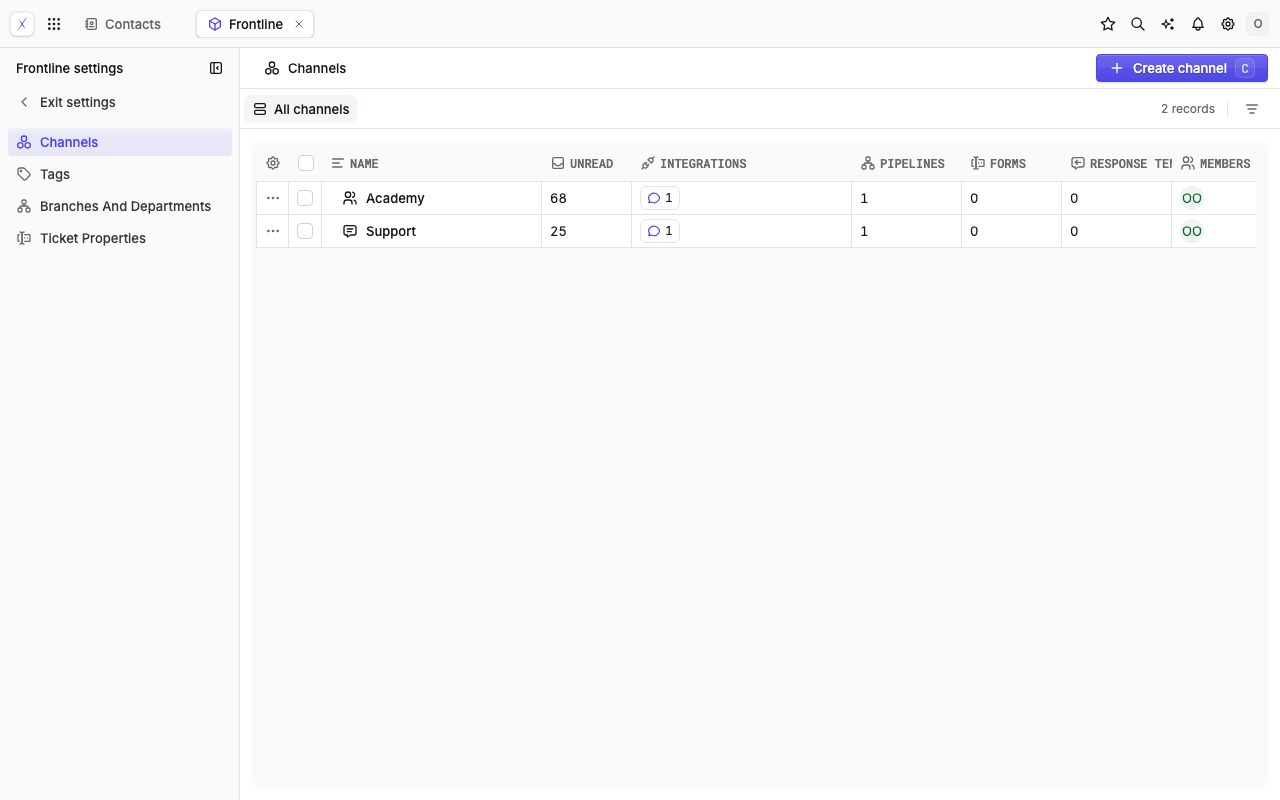 Contacts
Frontline
O
Frontline settings
Exit settings
Channels
Tags
Branches And Departments
Ticket Properties
Channels
Create channel C
All channels
2 records
NAME UNREAD INTEGRATIONS PIPELINES FORMS RESPONSE TEM MEMBERS
Academy 68 1 1 0 0 OO
Support 25 1 1 0 0 OO